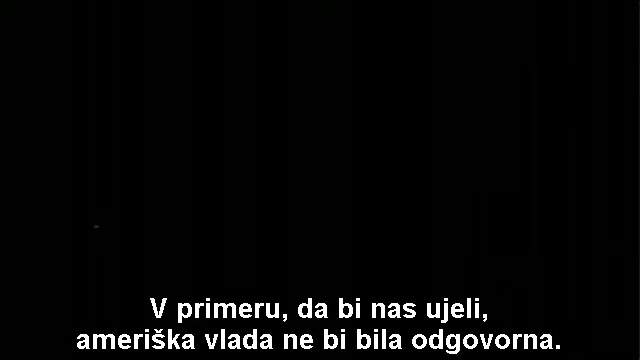 V primeru, da bi nas ujeli,
ameriška vlada ne bi bila odgovorna.